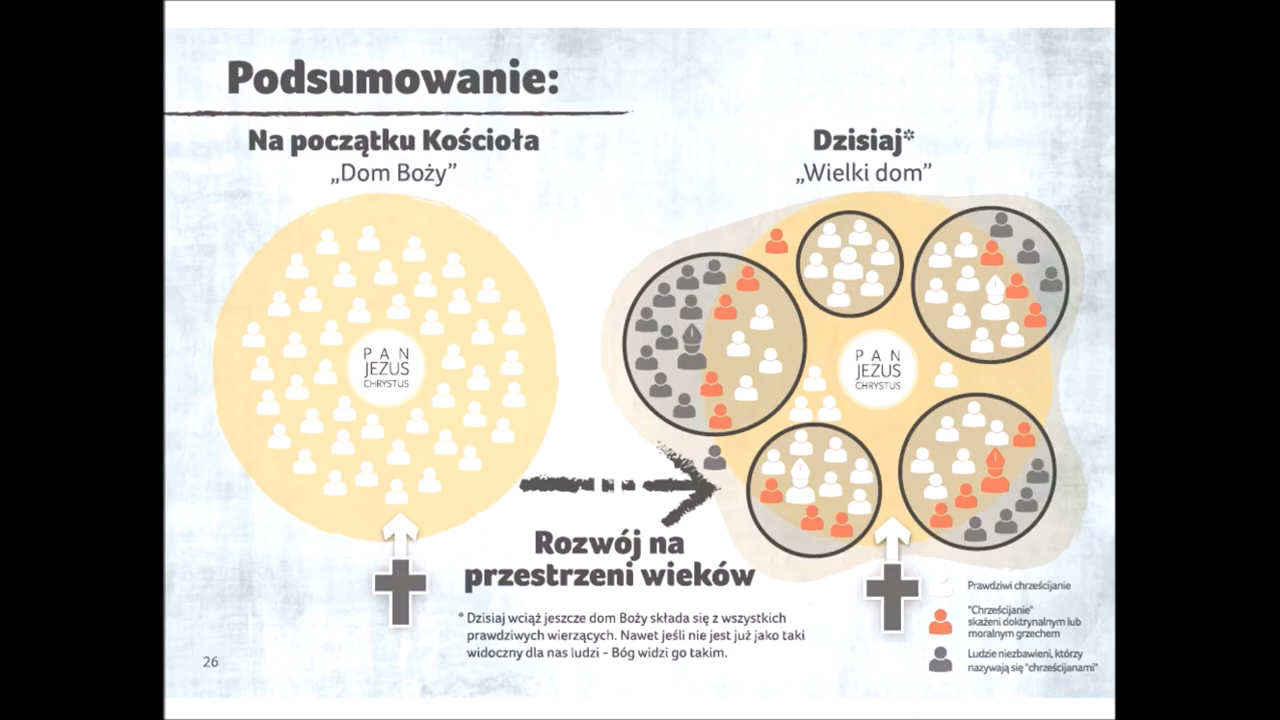 Podsumowanie:
Na początku Kościoła
„Dom Boży”
Dzisiaj*
„Wielki dom”
PAN
JEZUS
CHRYSTUS
PAN
JEZUS
CHRYSTUS
Rozwój na
przestrzeni wieków
* Dzisiaj wciąż jeszcze dom Boży składa się z wszystkich
prawdziwych wierzących. Nawet jeśli nie jest już jako taki
widoczny dla nas ludzi - Bóg widzi go takim.
Prawdziwi chrześcijanie
"Chrześcijanie"
skażeni doktrynalnym lub
moralnym grzechem
Ludzie niezbawieni, którzy
nazywają się "chrześcijanami"
26